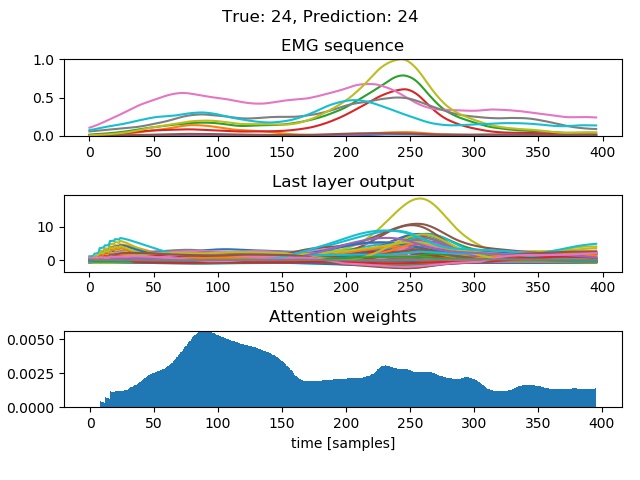 True: 24, Prediction: 24
EMG sequence
1.0
0.5
0.0
0 50 100 150 200 250 300 350 400
Last layer output
10
0
0 50 100 150 200 250 300 350 400
Attention weights
0.0050
0.0025
0.0000
0 50 100 150 200 250 300 350 400
time [samples]